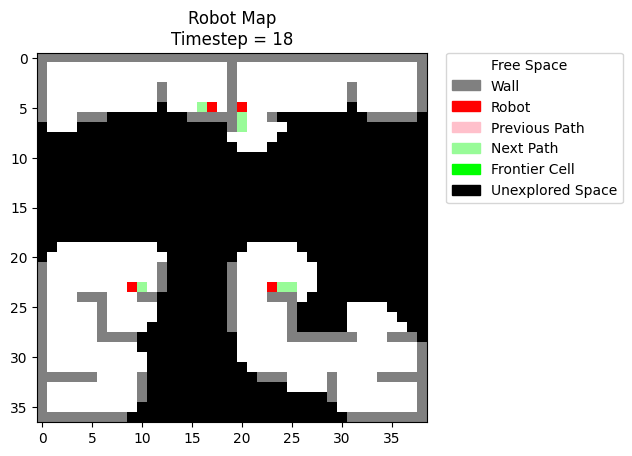 Robot Map
Timestep = 18
0
5
10
15
20
25
30
35
0
5
10
15
20
25
30
35
Free Space
Wall
Robot
Previous Path
Next Path
Frontier Cell
Unexplored Space